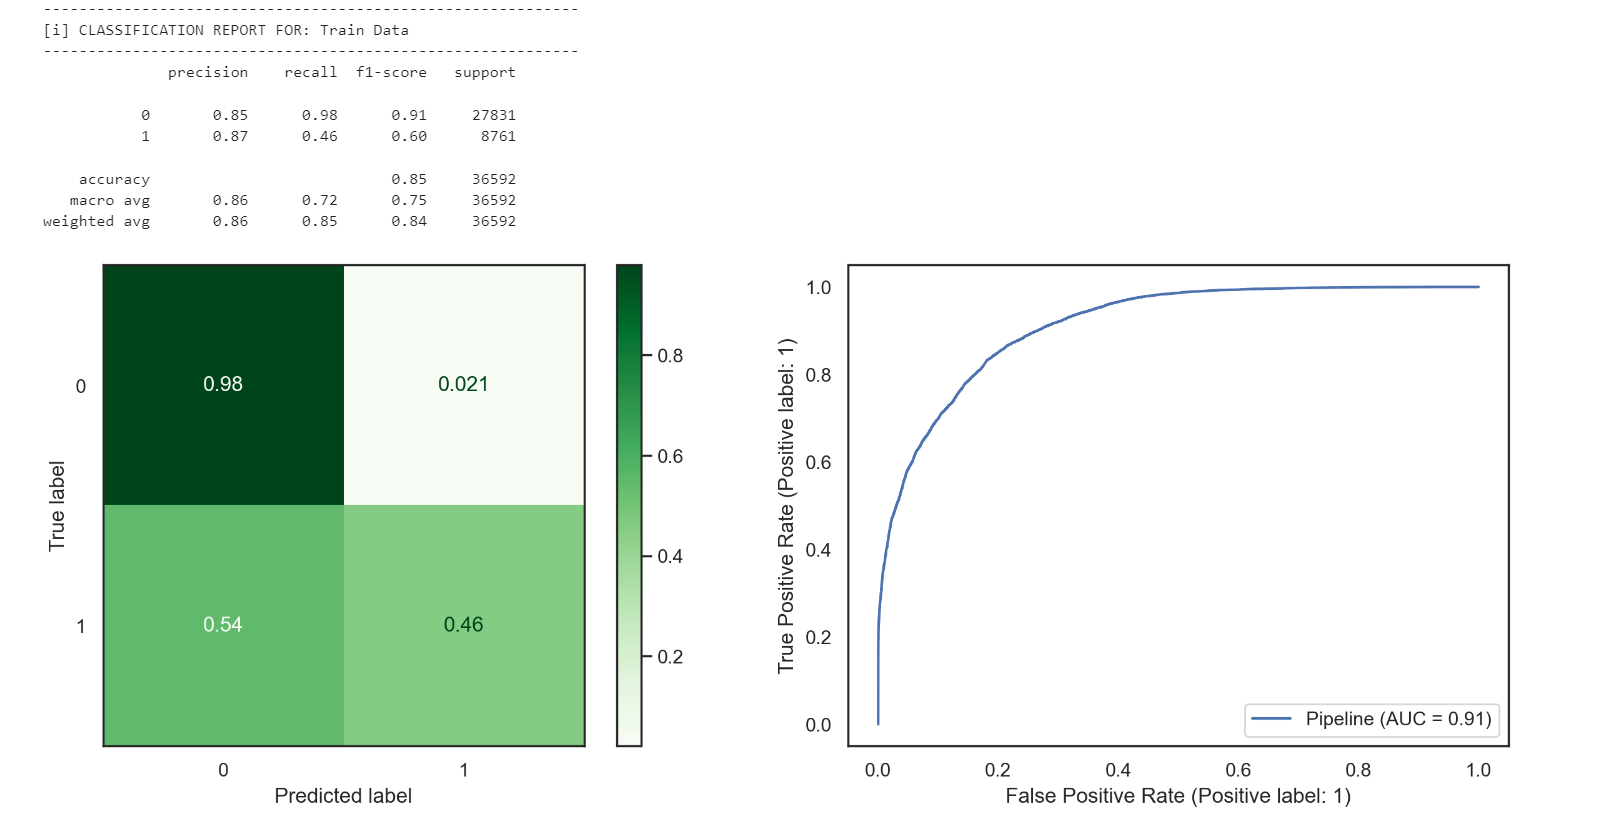 ------------------------------------------------------------
[i] CLASSIFICATION REPORT FOR: Train Data
------------------------------------------------------------
precision recall f1-score support
0 0.85 0.98 0.91 27831
1 0.87 0.46 0.60 8761
accuracy 0.85 36592
macro avg 0.86 0.72 0.75 36592
weighted avg 0.86 0.85 0.84 36592
True label
0
1
0.98 0.021
0.54 0.46
0 1
Predicted label
0.8
0.6
0.4
0.2
True Positive Rate (Positive label: 1)
1.0
0.8
0.6
0.4
0.2
0.0
Pipeline (AUC = 0.91)
0.0 0.2 0.4 0.6 0.8 1.0
False Positive Rate (Positive label: 1)